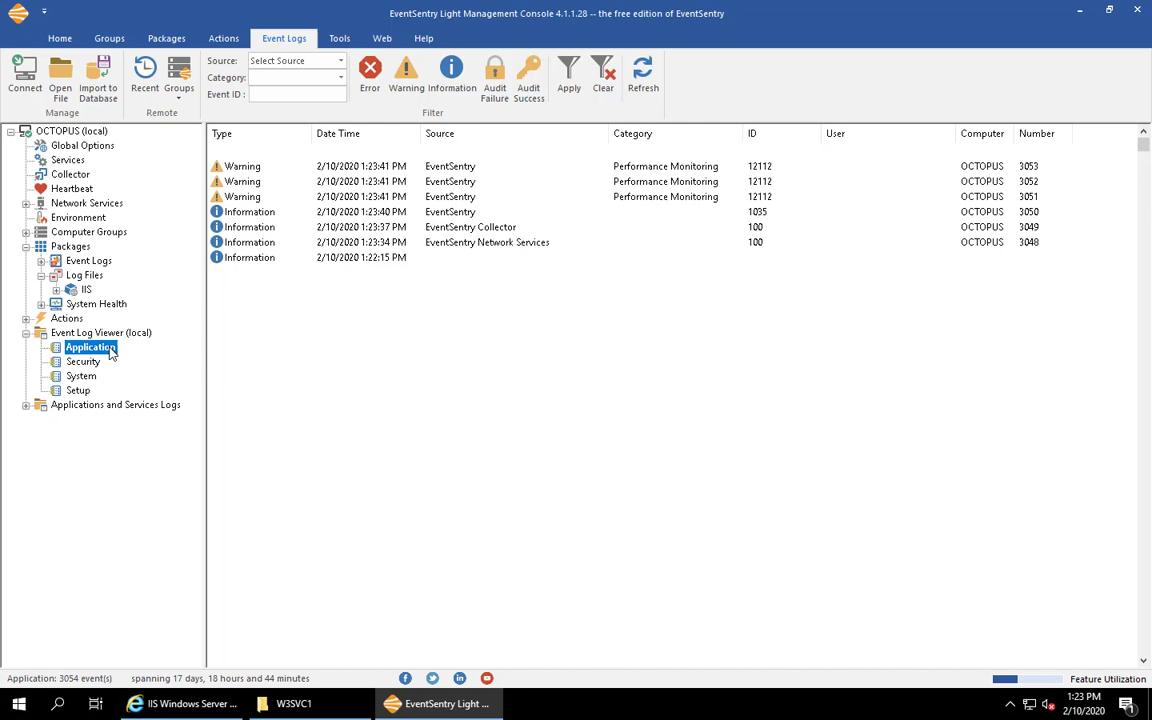 EventSentry Light Management Console 4.1.1.28 -- the free edition of EventSentry
Home Groups Packages Actions Event Logs Tools Web Help
Connect Open File Import to Database
Manage
Recent Groups
Remote
Source: Select Source
Category:
Event ID :
Error Warning Information Audit Failure Audit Success Apply Clear Refresh
Filter
OCTOPUS (local)
Global Options
Services
Collector
Heartbeat
Network Services
Environment
Computer Groups
Packages
Event Logs
Log Files
IIS
System Health
Actions
Event Log Viewer (local)
Application
Security
System
Setup
Applications and Services Logs
Type Date Time Source Category ID User Computer Number
Warning 2/10/2020 1:23:41 PM EventSentry Performance Monitoring 12112 OCTOPUS 3053
Warning 2/10/2020 1:23:41 PM EventSentry Performance Monitoring 12112 OCTOPUS 3052
Warning 2/10/2020 1:23:41 PM EventSentry Performance Monitoring 12112 OCTOPUS 3051
Information 2/10/2020 1:23:40 PM EventSentry 1035 OCTOPUS 3050
Information 2/10/2020 1:23:37 PM EventSentry Collector 100 OCTOPUS 3049
Information 2/10/2020 1:23:34 PM EventSentry Network Services 100 OCTOPUS 3048
Information 2/10/2020 1:22:15 PM
Application: 3054 event(s) spanning 17 days, 18 hours and 44 minutes Feature Utilization
IIS Windows Server ... W3SVC1 EventSentry Light ...
1:23 PM
2/10/2020
1